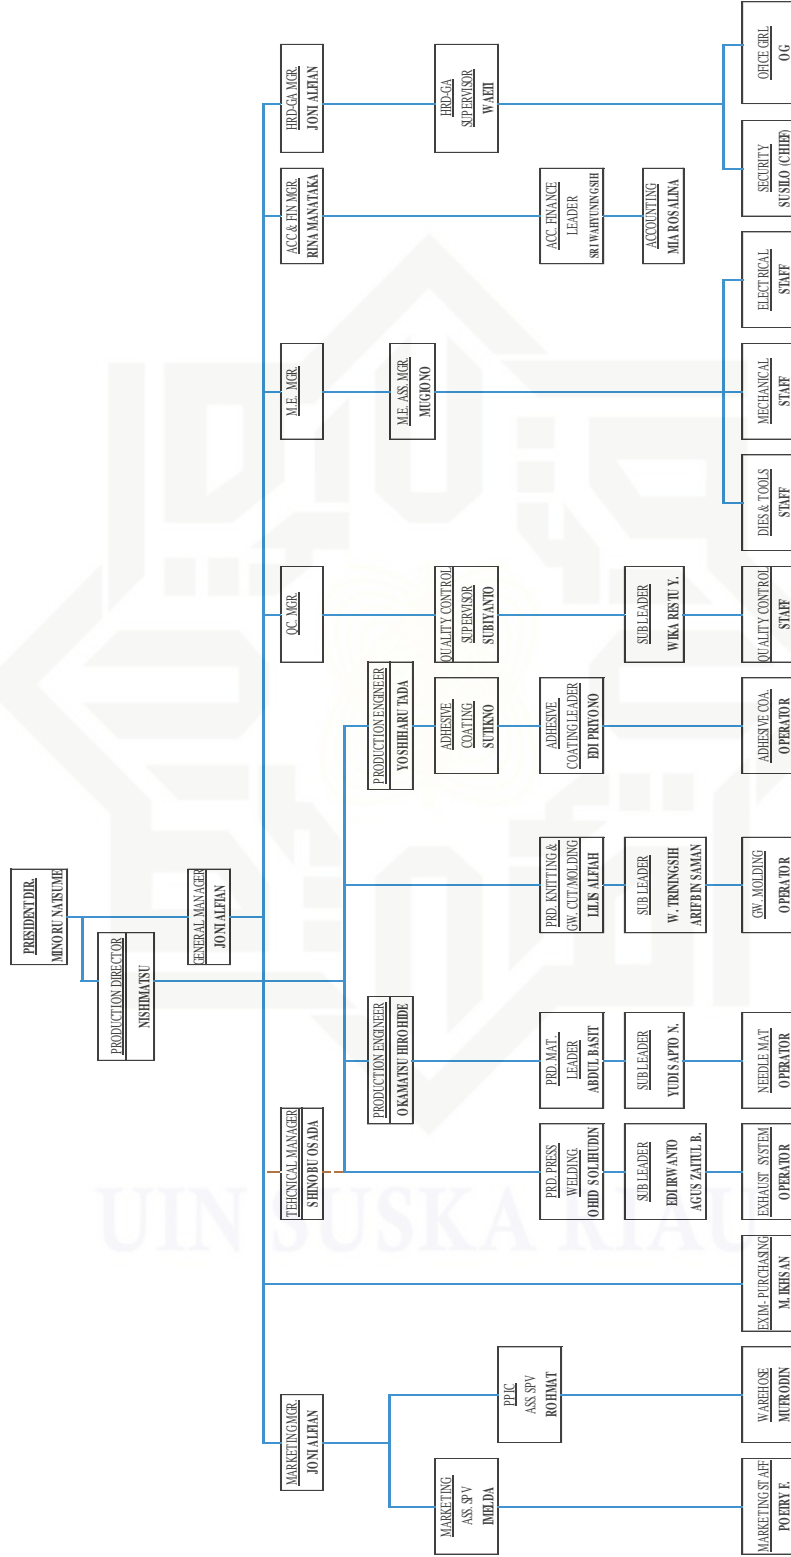 PRESIDENT DIR.
MINORU NATSUME
PRODUCTION DIRECTOR
NISHIMATSU
GENERAL MANAGER
JONI ALFIAN
MARKETING MGR.
JONI ALFIAN
TEHCNICAL MANAGER
SHINOBU OSADA
QC. MGR
M.E. MGR.
ACC & FIN MGR.
RINA MANATAKA
HRD-GA MGR.
JONI ALFIAN
PRODUCTION ENGINEER
OKAMATSU HIROHIDE
PRODUCTION ENGINEER
YOSHIHARU TADA
M.E. ASS. MGR.
MUGIONO
MARKETING
ASS. SPV
IMELDA
ADHESIVE
COATING
SUTIKNO
QUALITY CONTROL
SUPERVISOR
SUBIYANTO
HRD-GA
SUPERVISOR
PPIC
ASS. SPV
ROHMAT
PRD. PRESS
WELDING.
OHID SOLIHUDIN
PRD. MAT.
LEADER
ABDUL BASIT
PRD. KNITTING &
GW. CUT/MOLDING
LILIS ALFIAH
ADHESIVE
COATING LEADER
EDI PRIYONO
ACC. FINANCE
LEADER
SRI WAHYUNINGSIH
SUB LEADER
EDI IRWANTO
AGUS ZAITUL B.
SUB LEADER
YUDI SAPTO N.
SUB LEADER
W. TRININGSIH
ARIF BIN SAMAN
SUB LEADER
WIKA RESTU Y.
ACCOUNTING
MIA ROSALINA
MARKETING STAFF
POEIRY F.
WAREHOSE
MUFRODIN
EXIM- PURCHASING
M. IKHSAN
EXHAUST SYSTEM
OPERATOR
NEEDLE MAT
OPERATOR
GW. MOLDING
OPERATOR
ADHESIVE COA.
OPERATOR
QUALITY CONTROL
STAFF
DIES & TOOLS
STAFF
MECHANICAL
STAFF
ELECTRICAL
STAFF
SECURITY
SUSILO (CHIEF)
OFICE GIRL
OG
UIN SUSKA RIAU